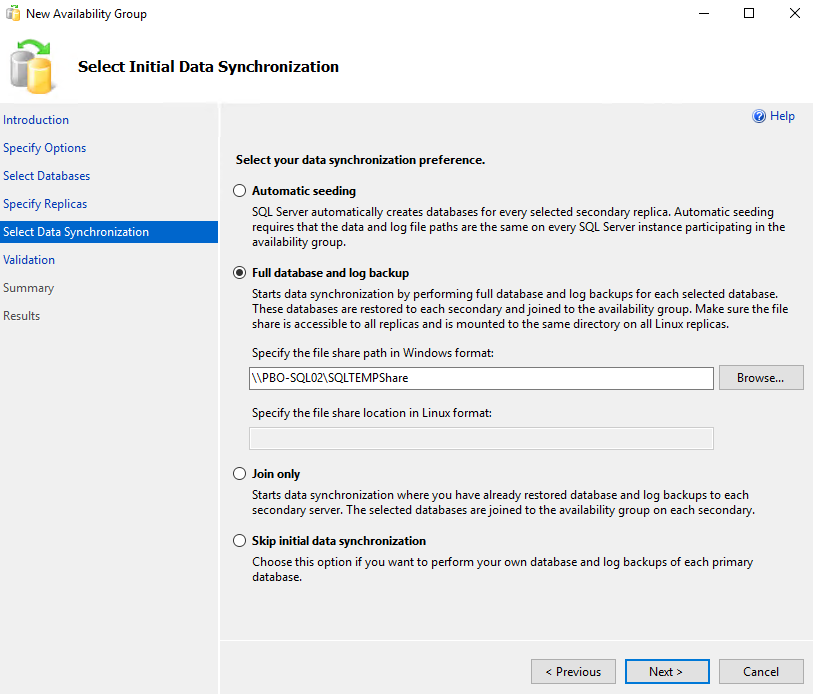 New Availability Group
Select Initial Data Synchronization
Introduction
Specify Options
Select Databases
Specify Replicas
Select Data Synchronization
Validation
Summary
Results
Help
Select your data synchronization preference.
Automatic seeding
SQL Server automatically creates databases for every selected secondary replica. Automatic seeding
requires that the data and log file paths are the same on every SQL Server instance participating in the
availability group.
Full database and log backup
Starts data synchronization by performing full database and log backups for each selected database.
These databases are restored to each secondary and joined to the availability group. Make sure the file
share is accessible to all replicas and is mounted to the same directory on all Linux replicas.
Specify the file share path in Windows format:
\\PBO-SQL02\SQLTEMPShare
Browse...
Specify the file share location in Linux format:
Join only
Starts data synchronization where you have already restored database and log backups to each
secondary server. The selected databases are joined to the availability group on each secondary.
Skip initial data synchronization
Choose this option if you want to perform your own database and log backups of each primary
database.
< Previous
Next >
Cancel